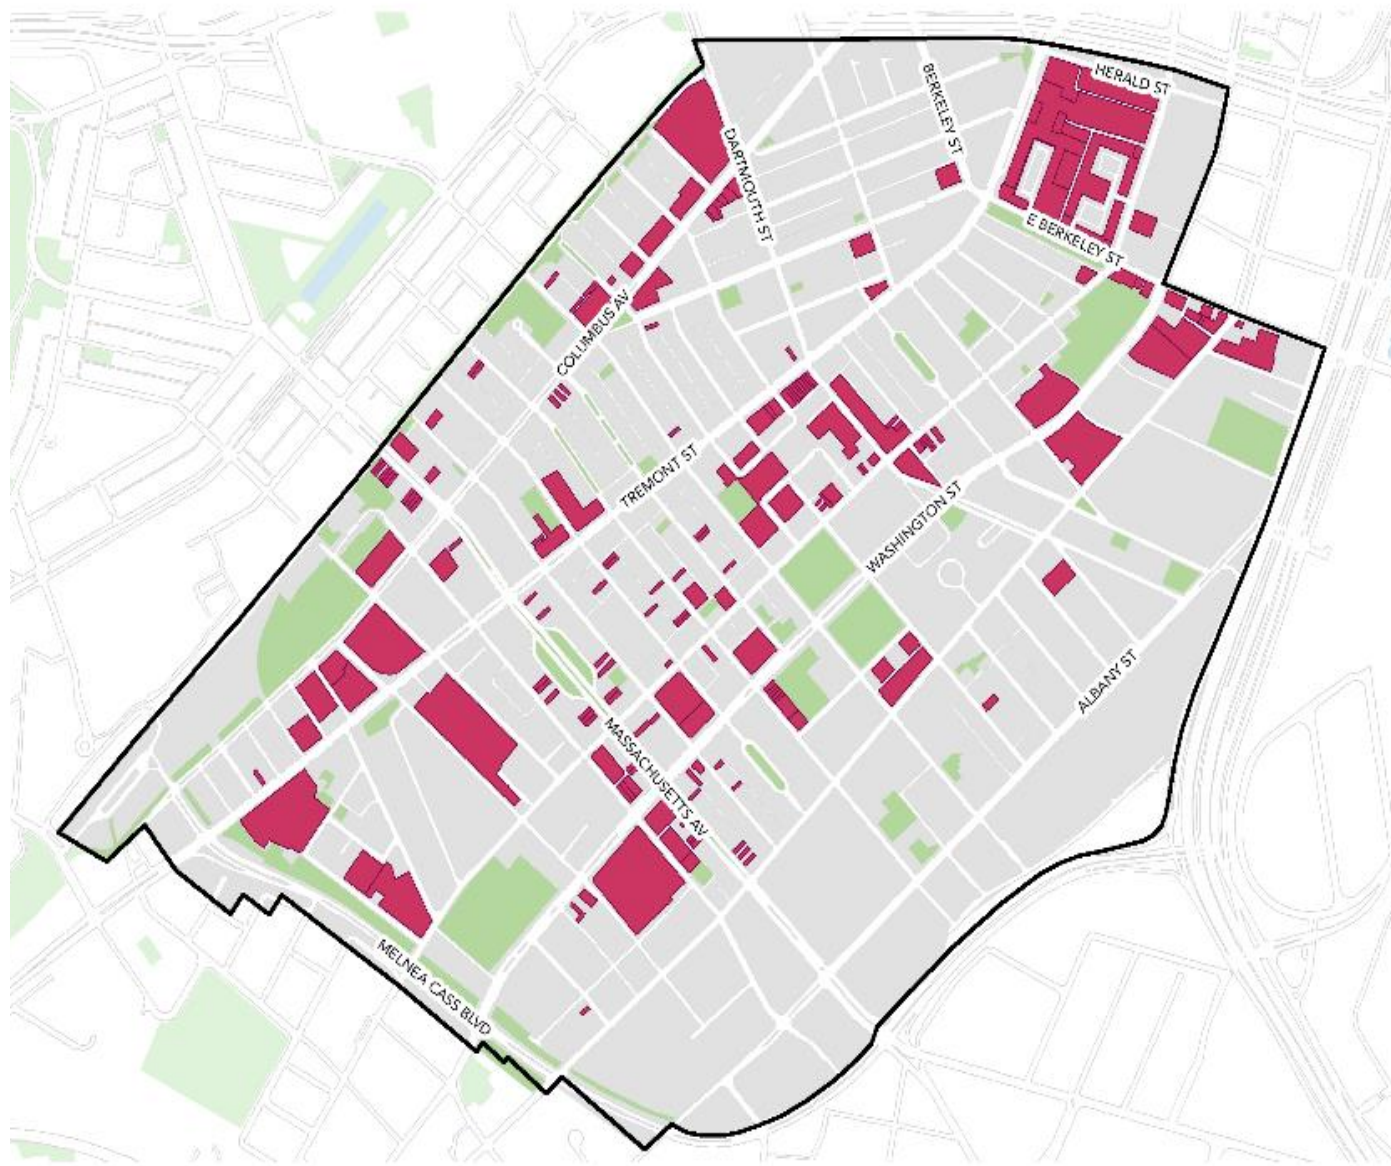 HERALD ST
BERKELEY ST
DARTMOUTH ST
E BERKELEY ST
COLUMBUS AV
TREMONT ST
WASHINGTON ST
ALBANY ST
MASSACHUSETTS AV
MELNEA CASS BLVD